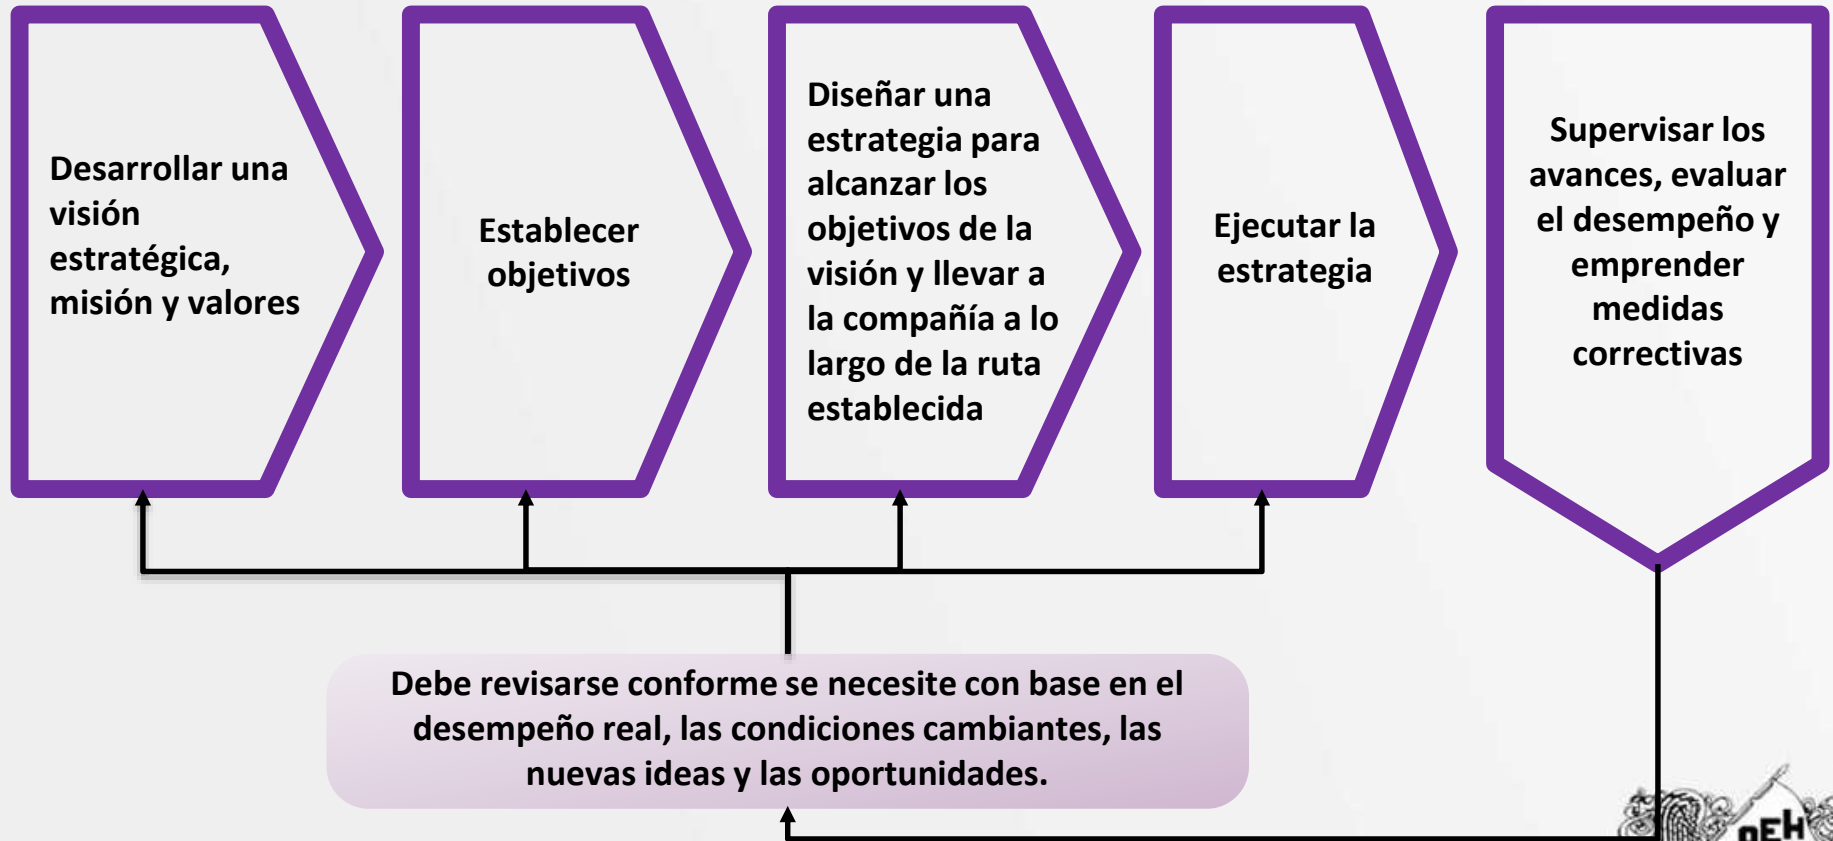 Desarrollar una
visión
estratégica,
misión y valores
Establecer
objetivos
Diseñar una
estrategia para
alcanzar los
objetivos de la
visión y llevar a
la compañía a lo
largo de la ruta
establecida
Ejecutar la
estrategia
Supervisar los
avances, evaluar
el desempeño y
emprender
medidas
correctivas
Debe revisarse conforme se necesite con base en el
desempeño real, las condiciones cambiantes, las
nuevas ideas y las oportunidades.